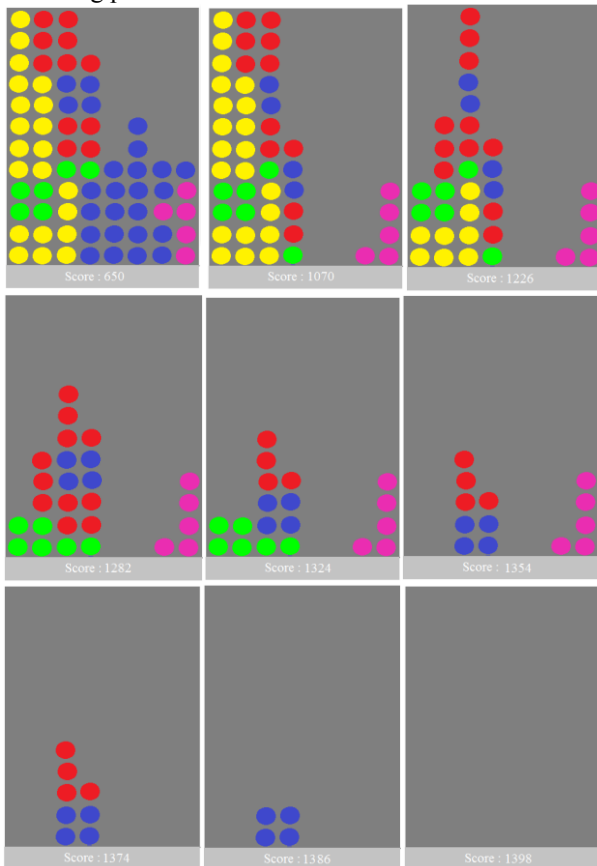 Score : 650
Score : 1070
Score : 1226
Score : 1282
Score : 1324
Score : 1354
Score : 1374
Score : 1386
Score : 1398